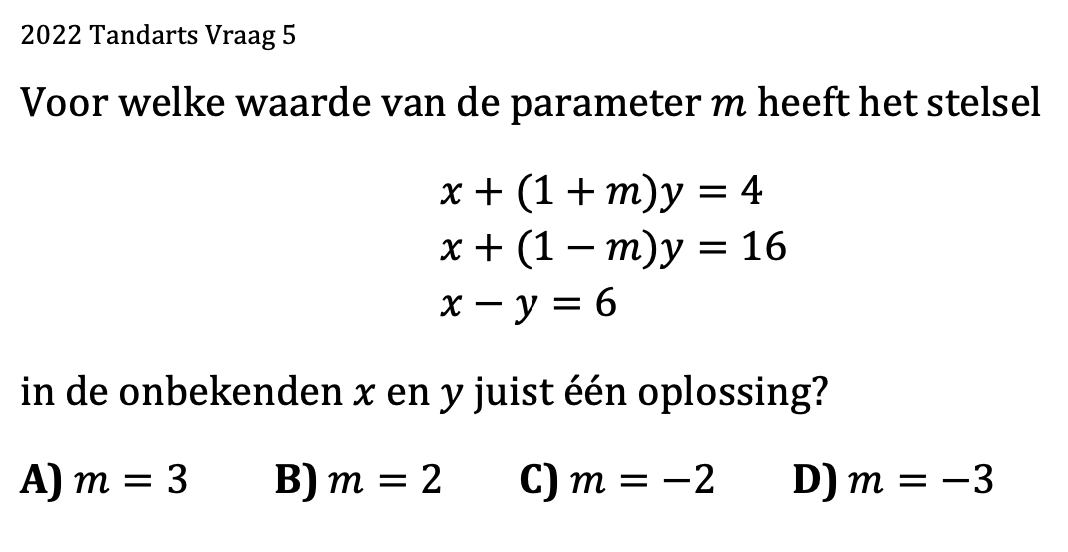 2022 Tandarts Vraag 5
Voor welke waarde van de parameter m heeft het stelsel
x + (1 + m)y = 4
x + (1 − m)y = 16
x − y = 6
in de onbekenden x en y juist één oplossing?
A) m = 3 B) m = 2 C) m = −2 D) m = −3